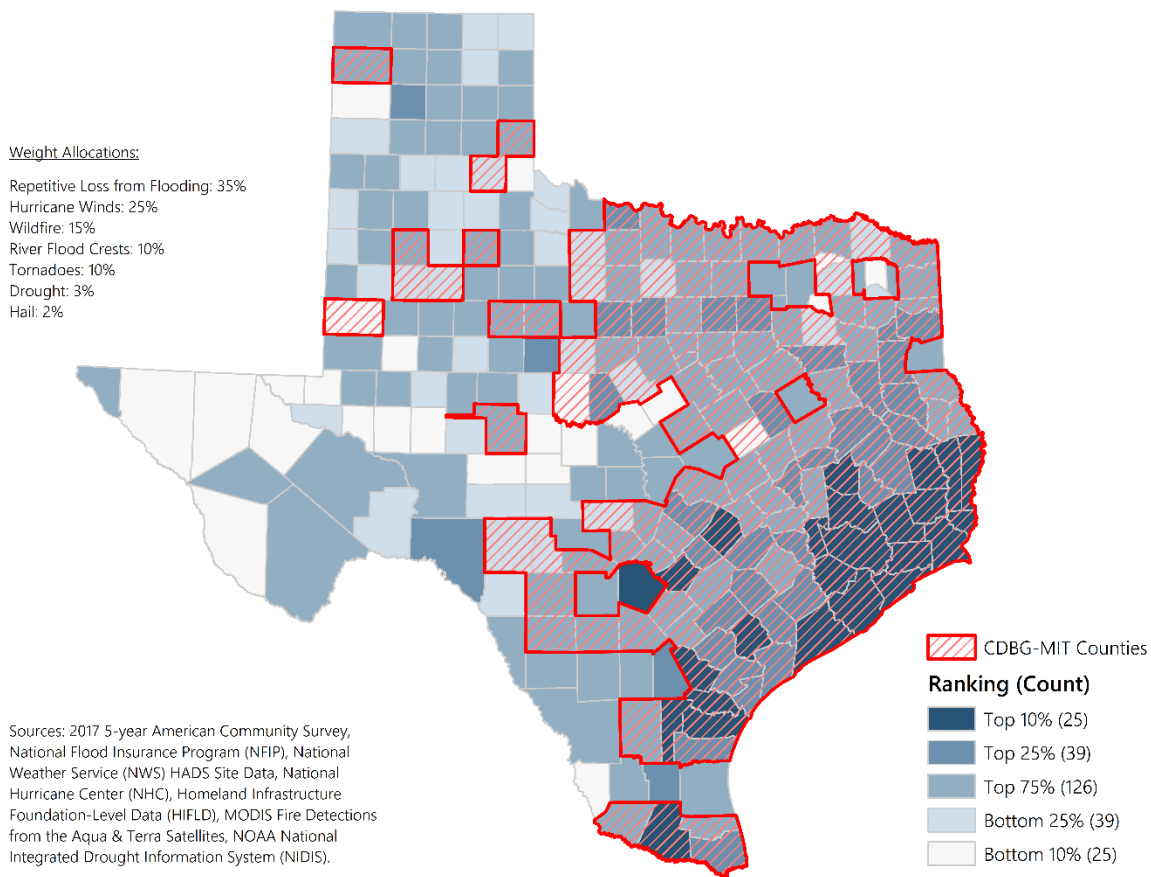 Weight Allocations:
Repetitive Loss from Flooding: 35%
Hurricane Winds: 25%
Wildfire: 15%
River Flood Crests: 10%
Tornadoes: 10%
Drought: 3%
Hail: 2%
CDBG-MIT Counties
Ranking (Count)
Top 10% (25)
Top 25% (39)
Top 75% (126)
Bottom 25% (39)
Bottom 10% (25)
Sources: 2017 5-year American Community Survey,
National Flood Insurance Program (NFIP), National
Weather Service (NWS) HADS Site Data, National
Hurricane Center (NHC), Homeland Infrastructure
Foundation-Level Data (HIFLD), MODIS Fire Detections
from the Aqua & Terra Satellites, NOAA National
Integrated Drought Information System (NIDIS).